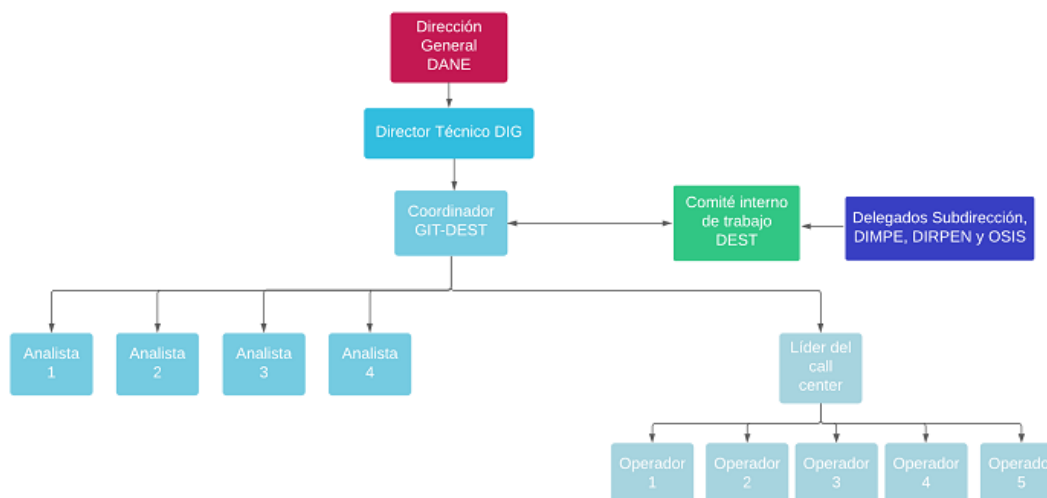 Dirección
General
DANE
Director Técnico DIG
Coordinador
GIT-DEST
Comité interno
de trabajo
DEST
Delegados Subdirección,
DIMPE, DIRPEN y OSIS
Analista
1
Analista
2
Analista
3
Analista
4
Líder del
call
center
Operador
1
Operador
2
Operador
3
Operador
4
Operado
5